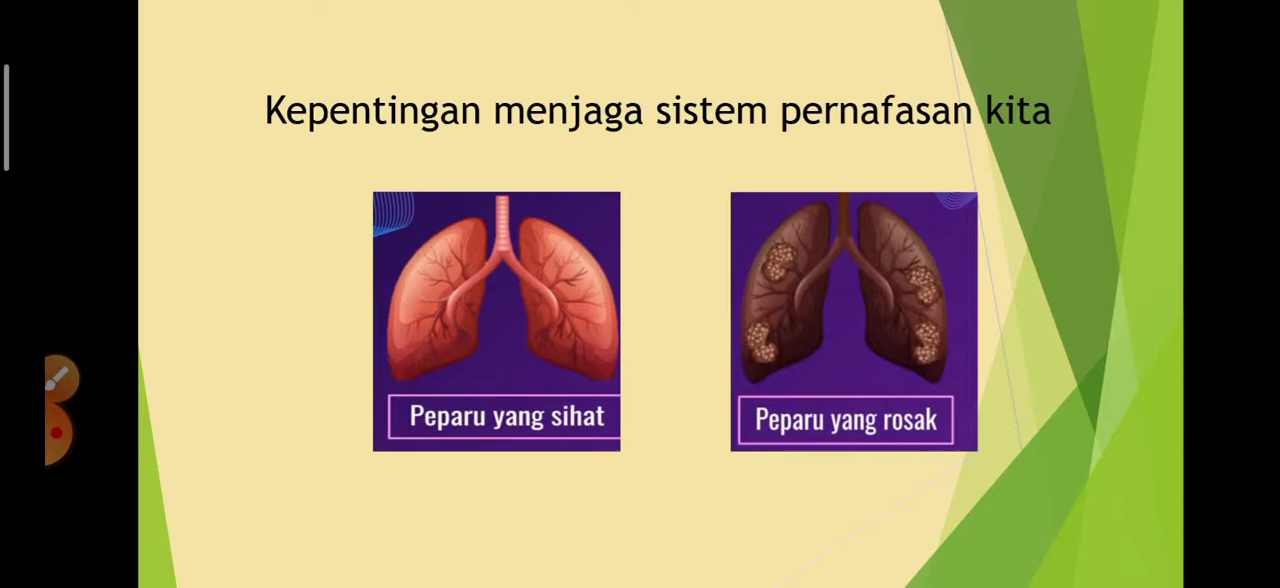 Kepentingan menjaga sistem pernafasan kita
Peparu yang sihat
Peparu yang rosak